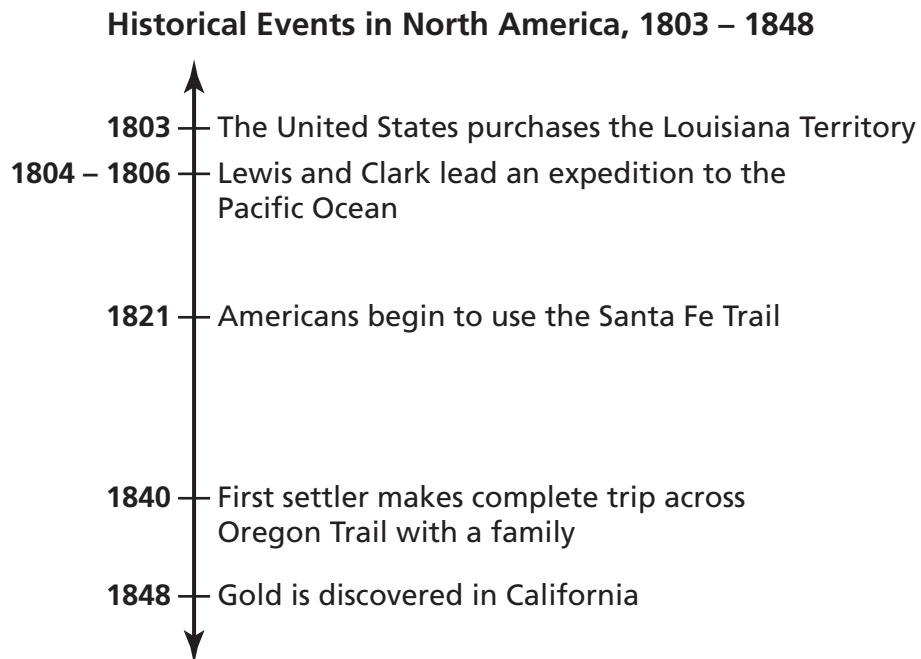 Historical Events in North America, 1803 – 1848
1803 The United States purchases the Louisiana Territory
1804 – 1806 Lewis and Clark lead an expedition to the
Pacific Ocean
1821 Americans begin to use the Santa Fe Trail
1840 First settler makes complete trip across
Oregon Trail with a family
1848 Gold is discovered in California